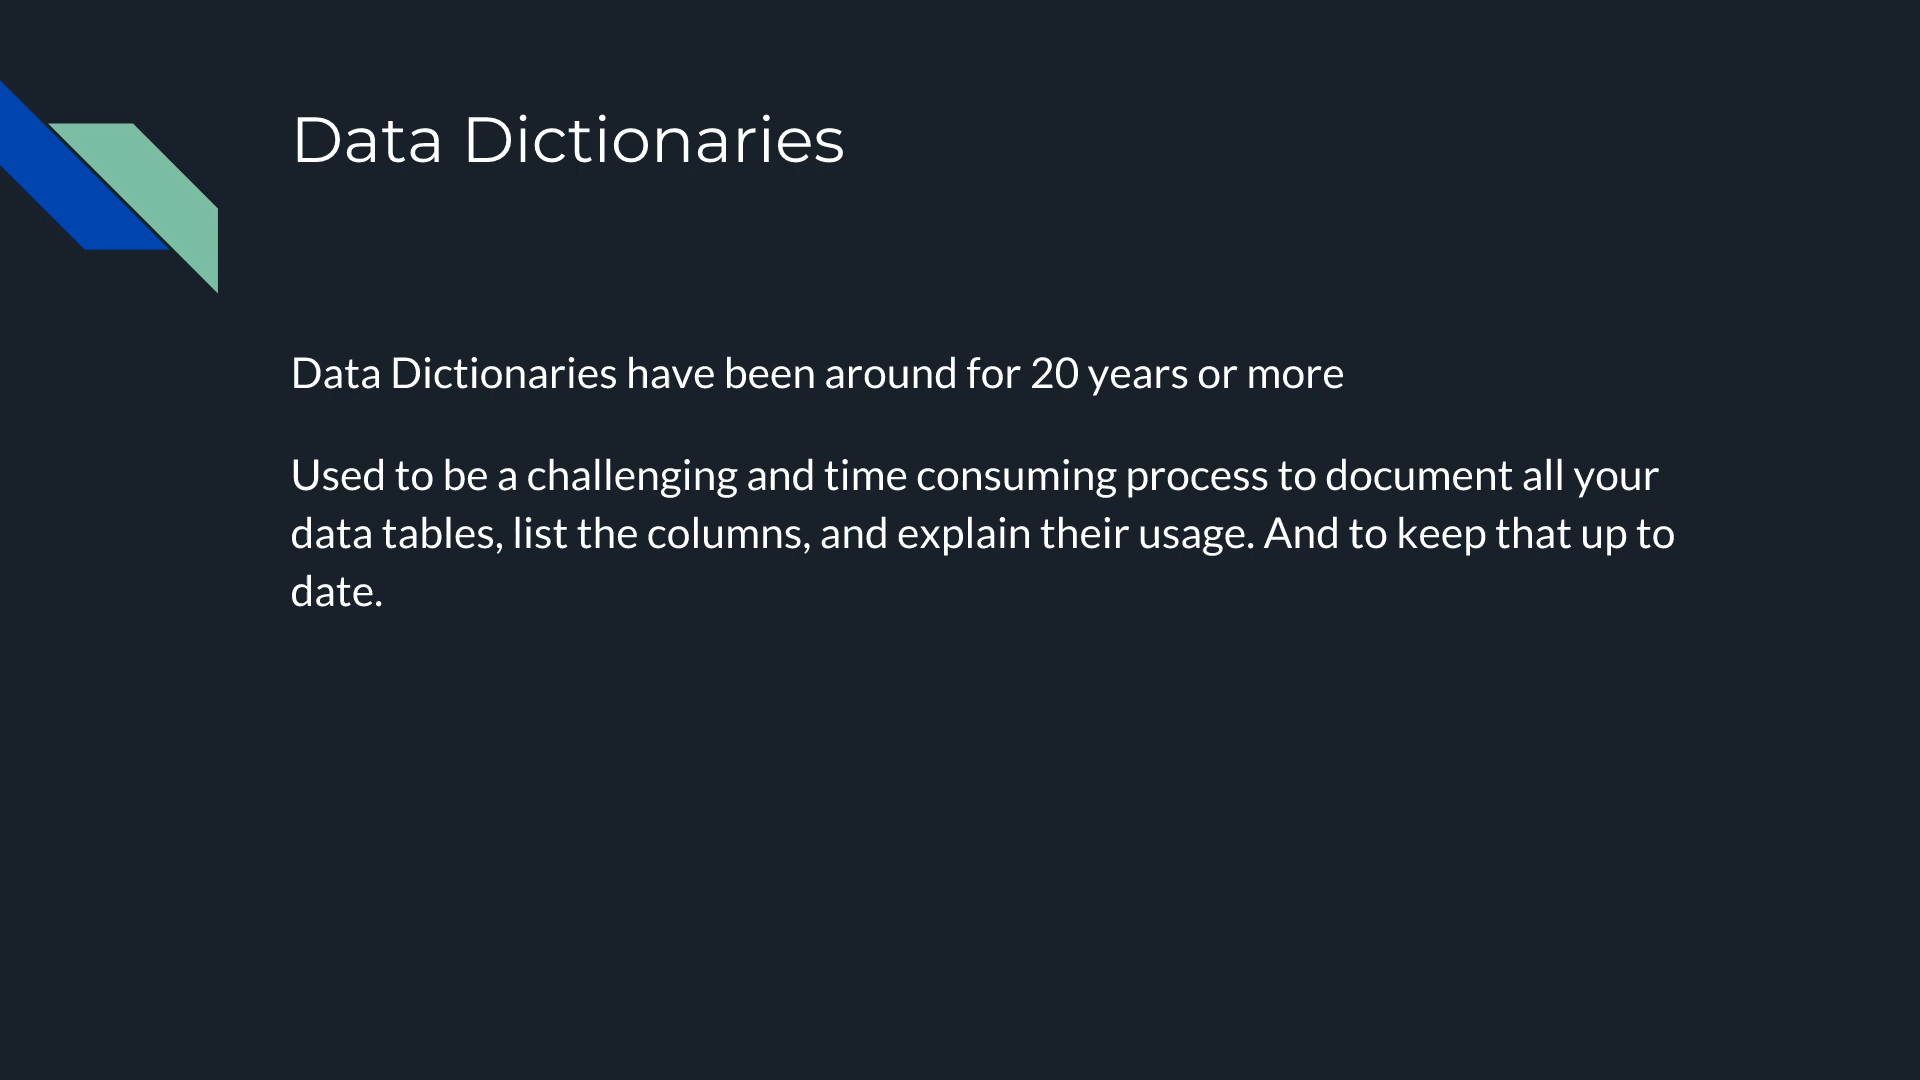 Data Dictionaries
Data Dictionaries have been around for 20 years or more
Used to be a challenging and time consuming process to document all your
data tables, list the columns, and explain their usage. And to keep that up to
date.